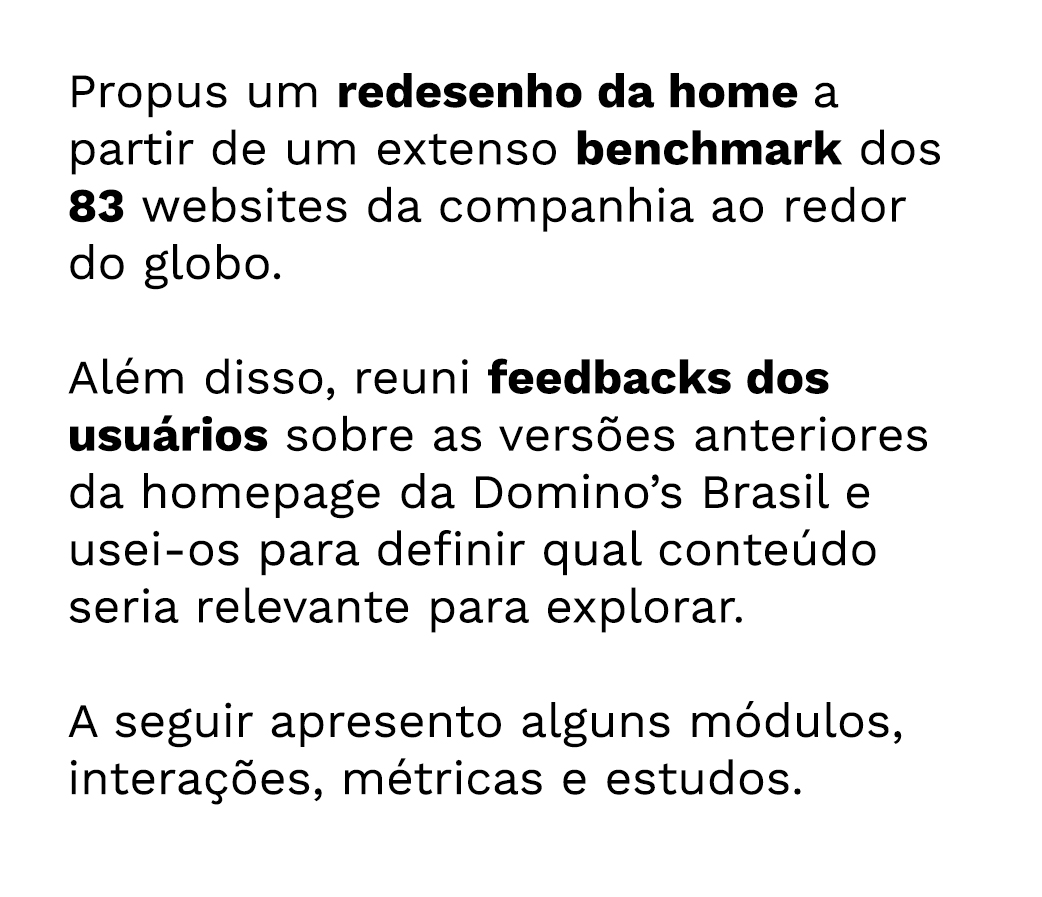 Propus um redesenho da home a
partir de um extenso benchmark dos
83 websites da companhia ao redor
do globo.
Além disso, reuni feedbacks dos
usuários sobre as versões anteriores
da homepage da Domino’s Brasil e
usei-os para definir qual conteúdo
seria relevante para explorar.
A seguir apresento alguns módulos,
interações, métricas e estudos.